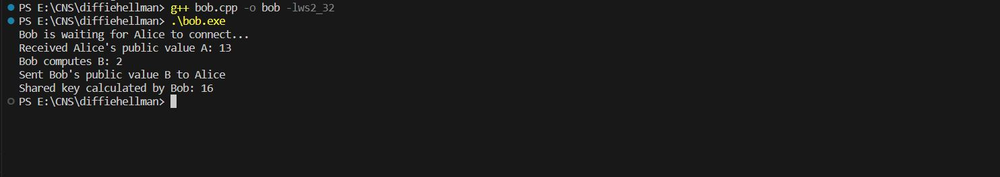 PS E:\CNS\diffiehellman> g++ bob.cpp -o bob -lws2_32
PS E:\CNS\diffiehellman> .\bob.exe
Bob is waiting for Alice to connect...
Received Alice's public value A: 13
Bob computes B: 2
Sent Bob's public value B to Alice
Shared key calculated by Bob: 16
PS E:\CNS\diffiehellman>